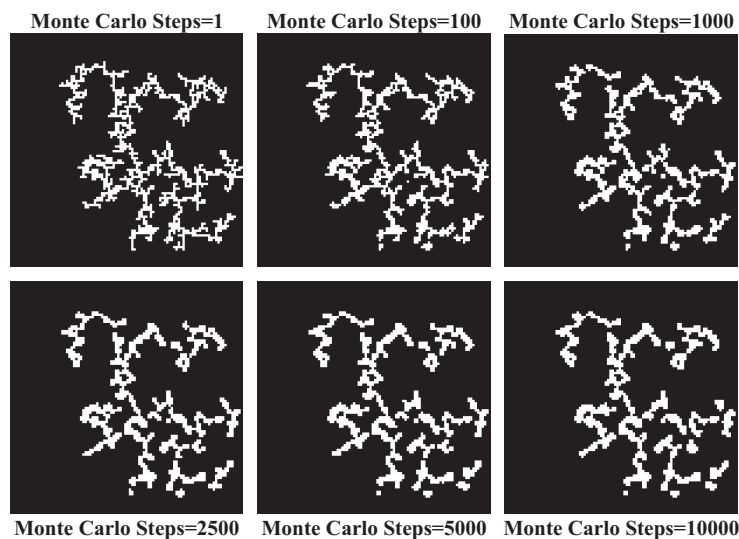 Monte Carlo Steps=1
Monte Carlo Steps=100
Monte Carlo Steps=1000
Monte Carlo Steps=2500
Monte Carlo Steps=5000
Monte Carlo Steps=10000